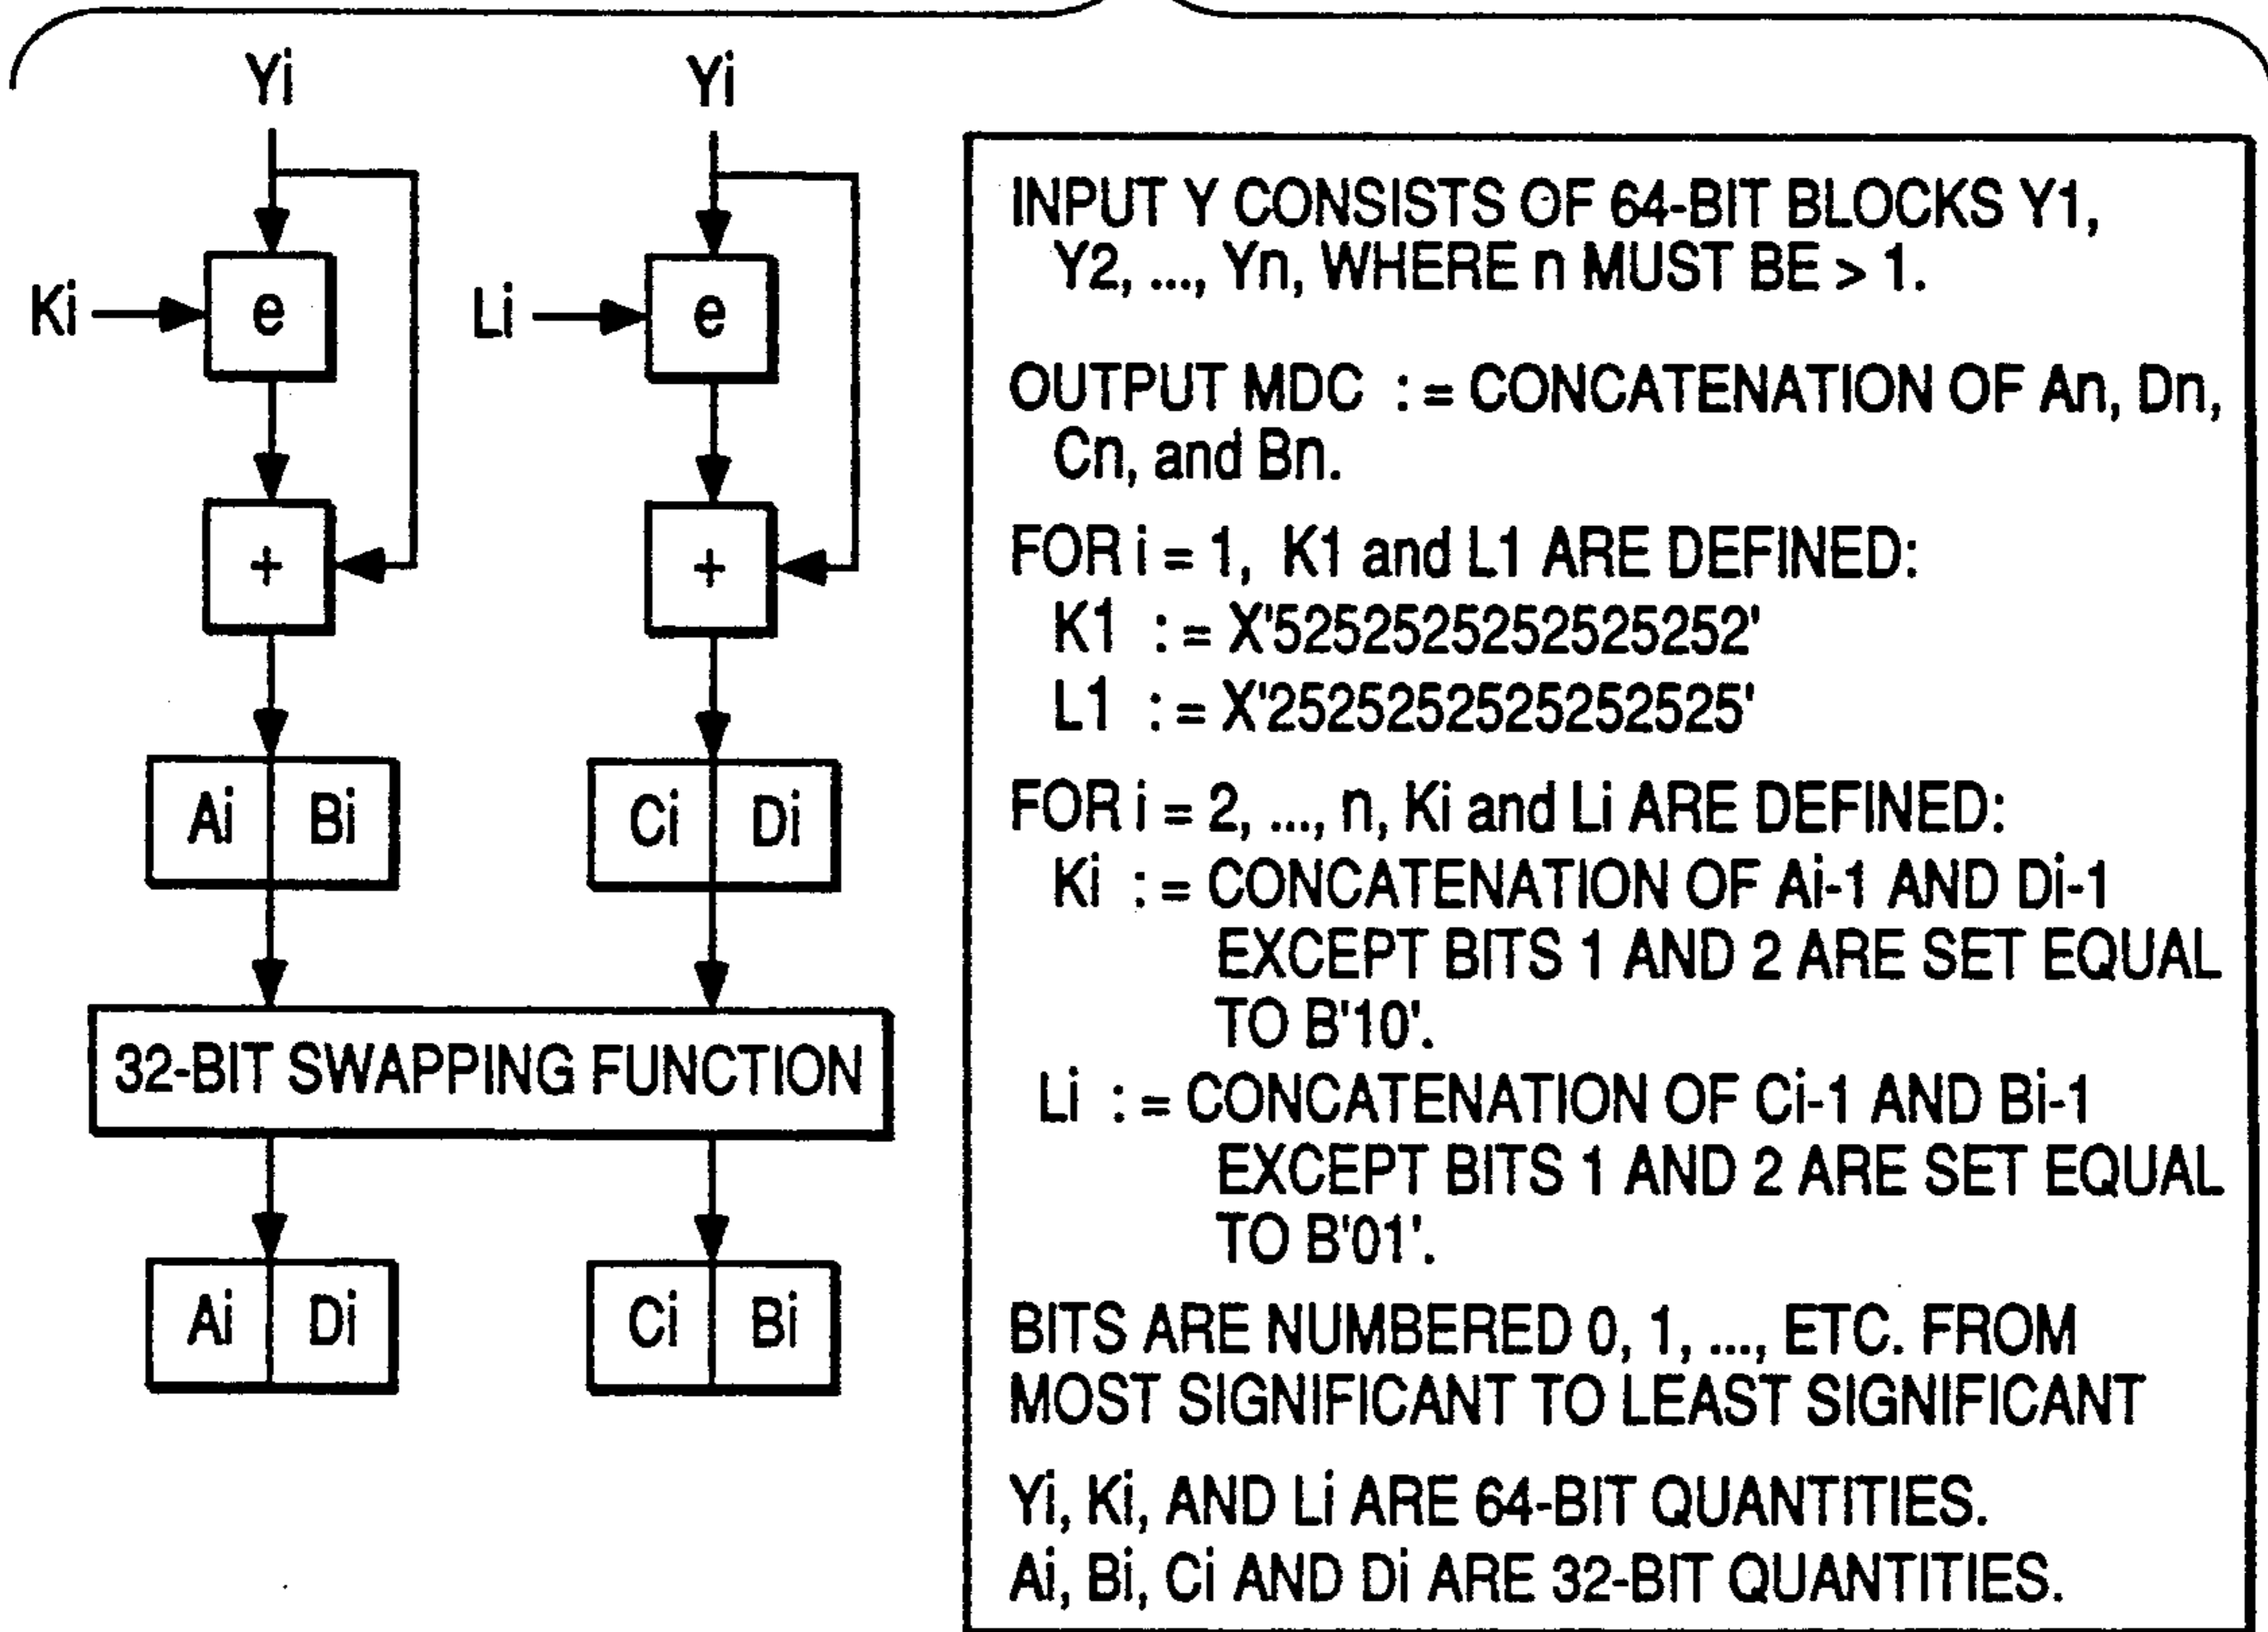 Yi
Yi
Ki
e
Li
e
+
+
Ai
Bi
Ci
Di
32-BIT SWAPPING FUNCTION
Ai
Di
Ci
Bi
INPUT Y CONSISTS OF 64-BIT BLOCKS Y1,
Y2, ..., Yn, WHERE n MUST BE > 1.
OUTPUT MDC : = CONCATENATION OF An, Dn,
Cn, and Bn.
FOR i = 1, K1 and L1 ARE DEFINED:
K1 : = X'5252525252525252'
L1 : = X'2525252525252525'
FOR i = 2, ..., n, Ki and Li ARE DEFINED:
Ki : = CONCATENATION OF Ai-1 AND Di-1
EXCEPT BITS 1 AND 2 ARE SET EQUAL
TO B'10'.
Li : = CONCATENATION OF Ci-1 AND Bi-1
EXCEPT BITS 1 AND 2 ARE SET EQUAL
TO B'01'.
BITS ARE NUMBERED 0, 1, ..., ETC. FROM
MOST SIGNIFICANT TO LEAST SIGNIFICANT
Yi, Ki, AND Li ARE 64-BIT QUANTITIES.
Ai, Bi, Ci AND Di ARE 32-BIT QUANTITIES.